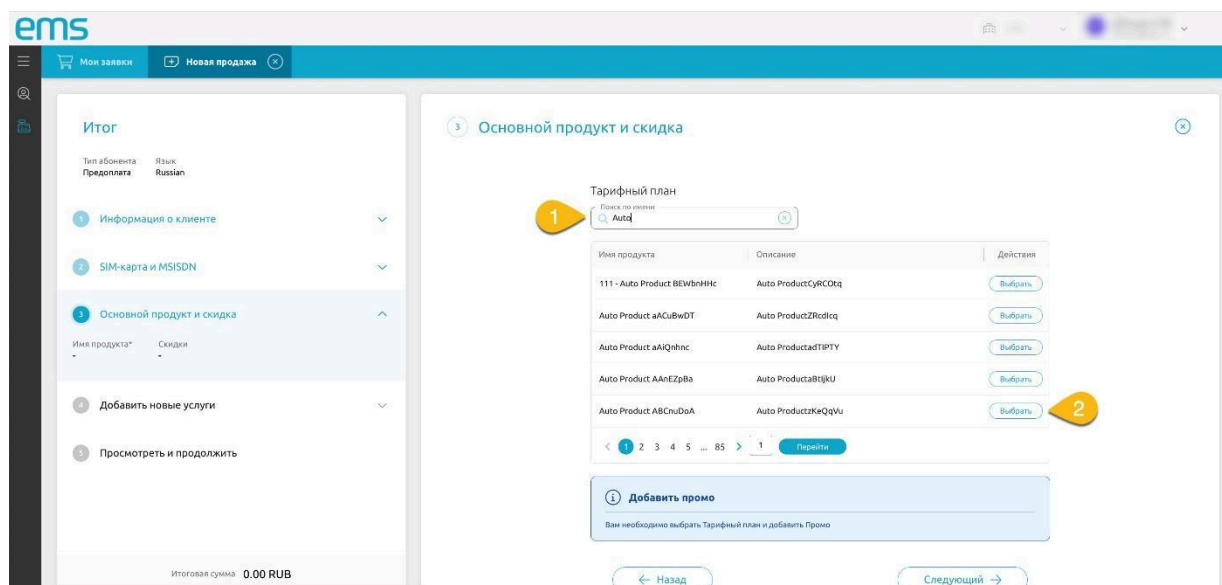 ems
Мои заявки
Новая продажа
Итог
Тип абонента Язык
Предоплата Russian
1 Информация о клиенте
2 SIM-карта и MSISDN
3 Основной продукт и скидка
Имя продукта* Скидки
- -
4 Добавить новые услуги
5 Просмотреть и продолжить
Итоговая сумма 0.00 RUB
3 Основной продукт и скидка
Тарифный план
Поиск по имени
1
Auto
Имя продукта Описание Действия
111 - Auto Product BEWbnHHc Auto ProductCyRCOtq Выбрать
Auto Product aACuBwDT Auto ProductZRcdIcq Выбрать
Auto Product aAiQnhnc Auto ProductadTIPTY Выбрать
Auto Product AAnEZpBa Auto ProductaBtIjkU Выбрать
Auto Product ABCnuDoA Auto ProductzKeQqVu Выбрать 2
< 1 2 3 4 5 ... 85 > 1 Перейти
Добавить промо
Вам необходимо выбрать Тарифный план и добавить Промо
← Назад Следующий →